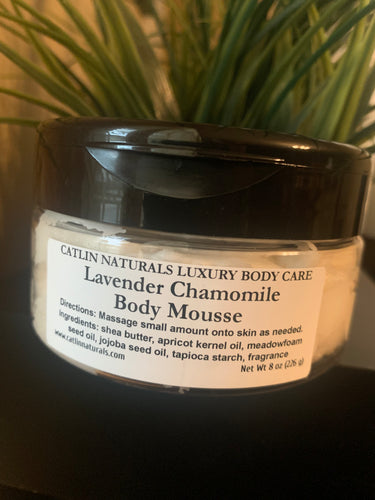 CATLIN NATURALS LUXURY BODY CARE
Lavender Chamomile
Body Mousse
Directions: Massage small amount onto skin as needed.
Ingredients: shea butter, apricot kernel oil, meadowfoam
seed oil, jojoba seed oil, tapioca starch, fragrance
www.catlinnaturals.com
Net Wt 8 oz (226 g)